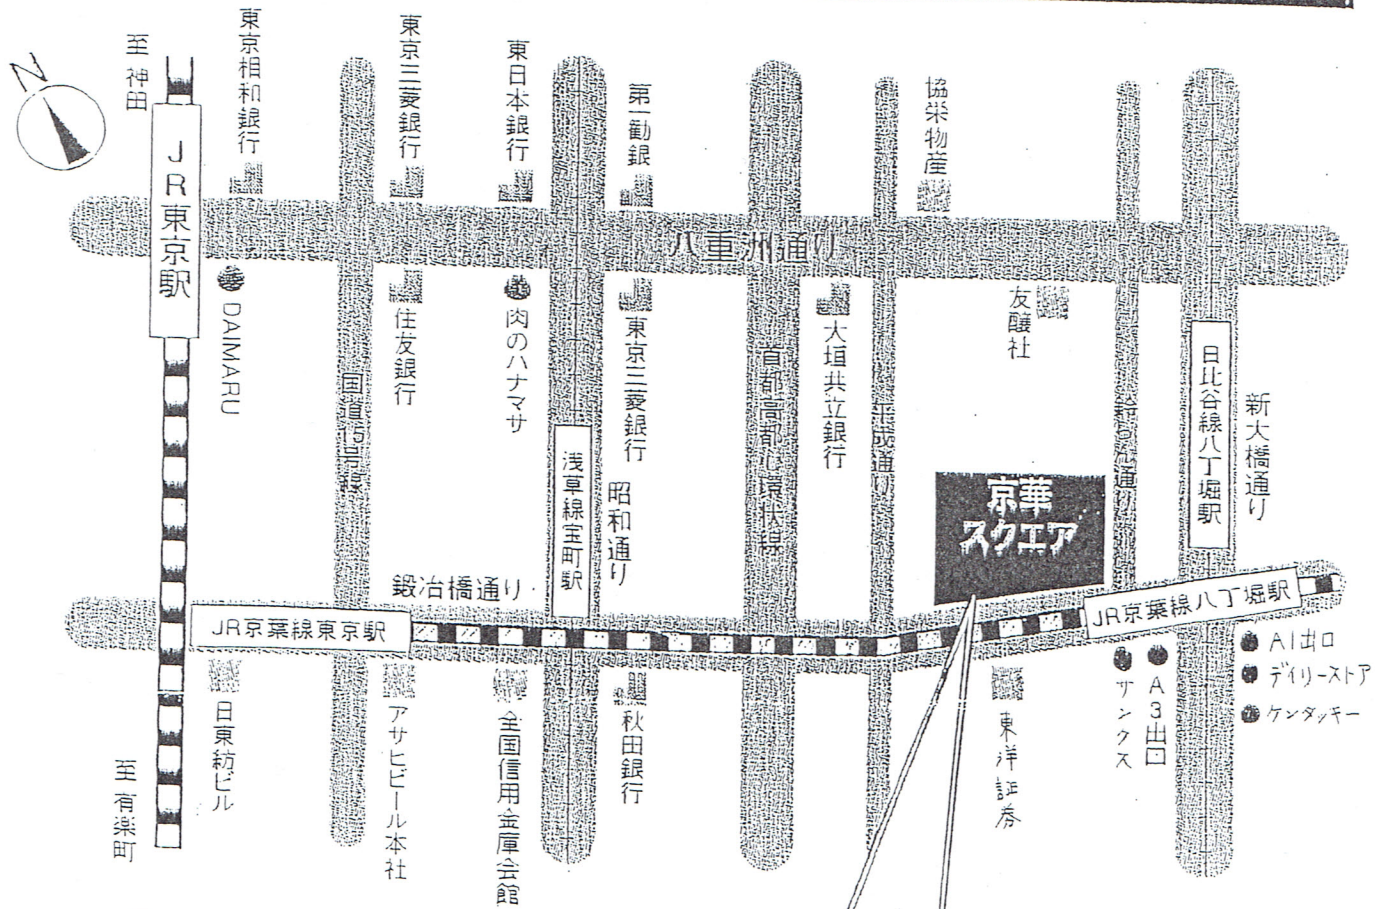 N
至 神田
JR東京駅
東京相和銀行
東京三菱銀行
東日本銀行
第一勧銀
協栄物産
八重洲通り
DAIMARU
住友銀行
肉のハナマサ
東京三菱銀行
大垣共立銀行
友醸社
国道15号線
浅草線宝町駅
昭和通り
首都高都心環状線
平成通り
京華
スクエア
鈴らん通り
日比谷線八丁堀駅
新大橋通り
鍛冶橋通り
JR京葉線東京駅
JR京葉線八丁堀駅
至 有楽町
日東紡ビル
アサヒビール本社
全国信用金庫会館
秋田銀行
東洋証券
サンクス
A3出口
A1出口
デイリーストア
ケンタッキー